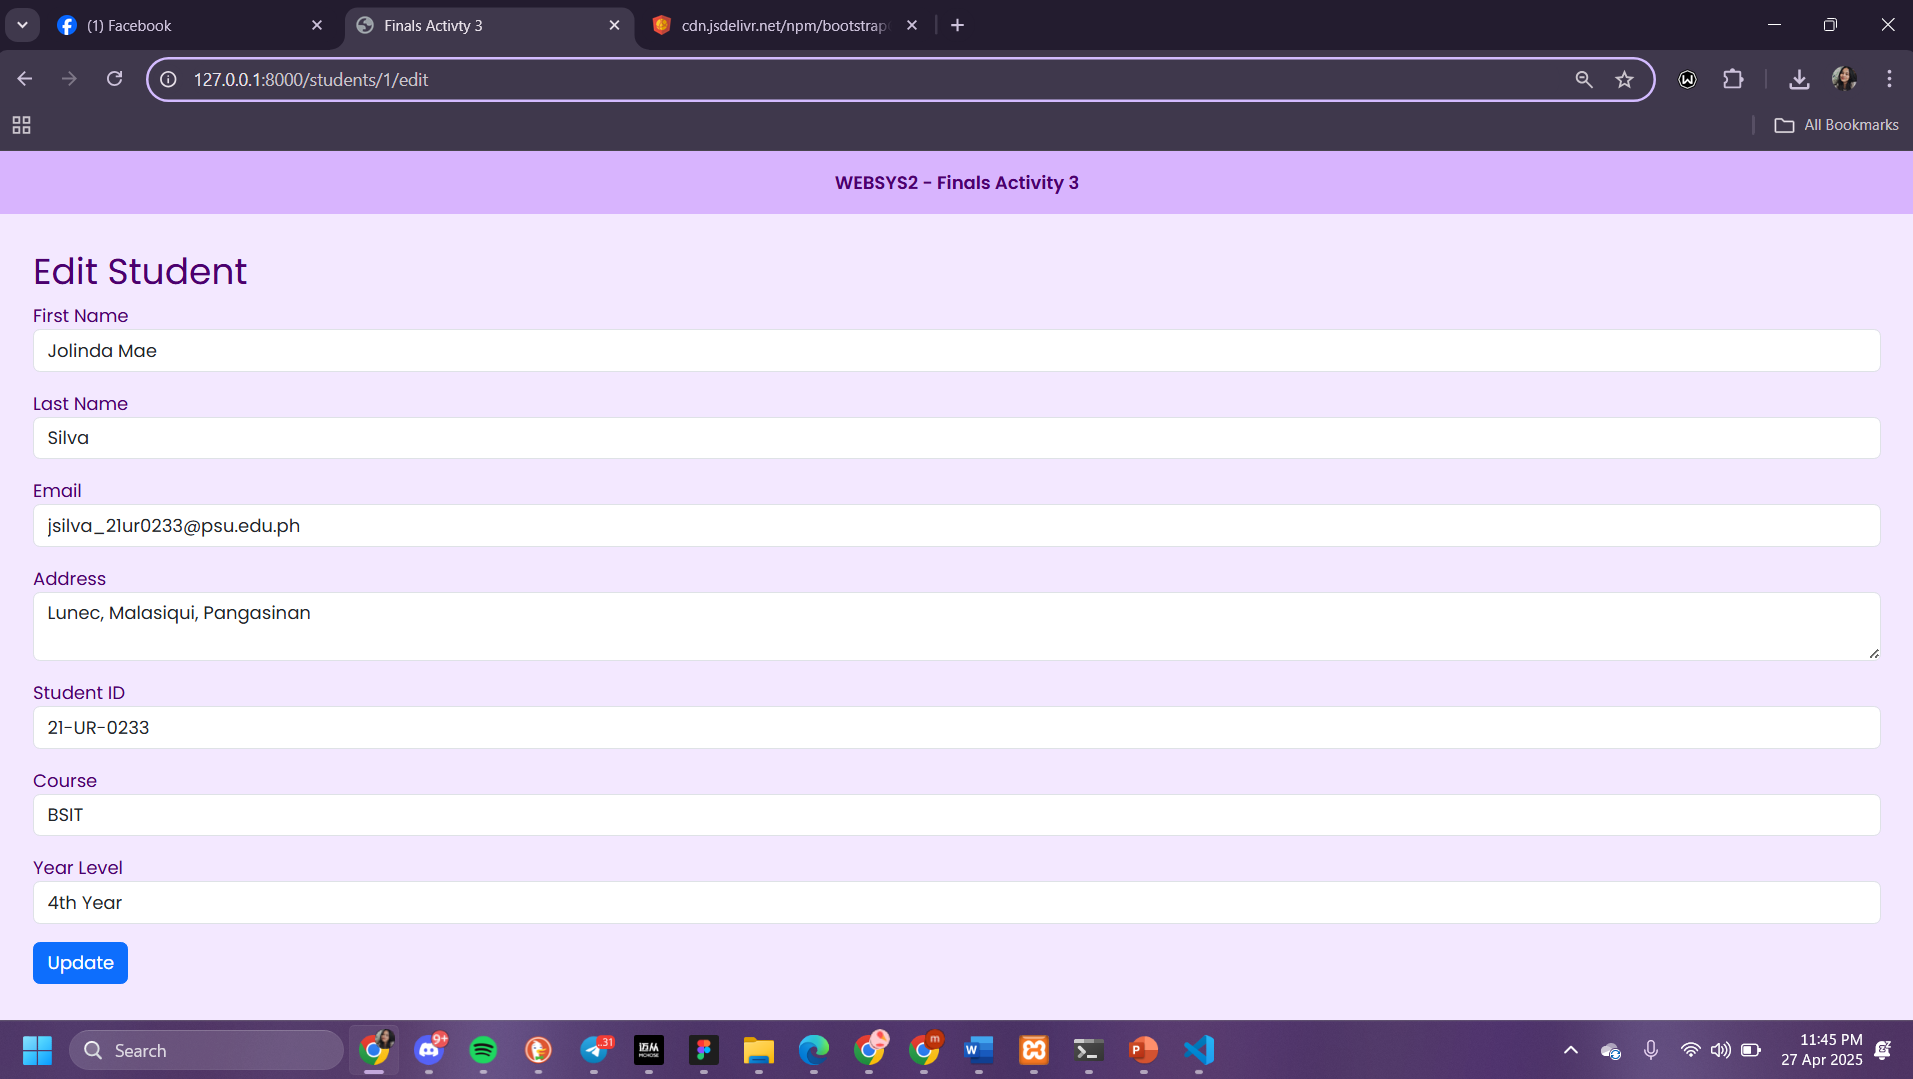 (1) Facebook
Finals Activty 3
cdn.jsdelivr.net/npm/bootstrap
127.0.0.1:8000/students/1/edit
All Bookmarks
WEBSYS2 - Finals Activity 3
Edit Student
First Name
Jolinda Mae
Last Name
Silva
Email
jsilva_21ur0233@psu.edu.ph
Address
Lunec, Malasiqui, Pangasinan
Student ID
21-UR-0233
Course
BSIT
Year Level
4th Year
Update
Search
9+
31
MCHOSE
m
W
P
11:45 PM
27 Apr 2025